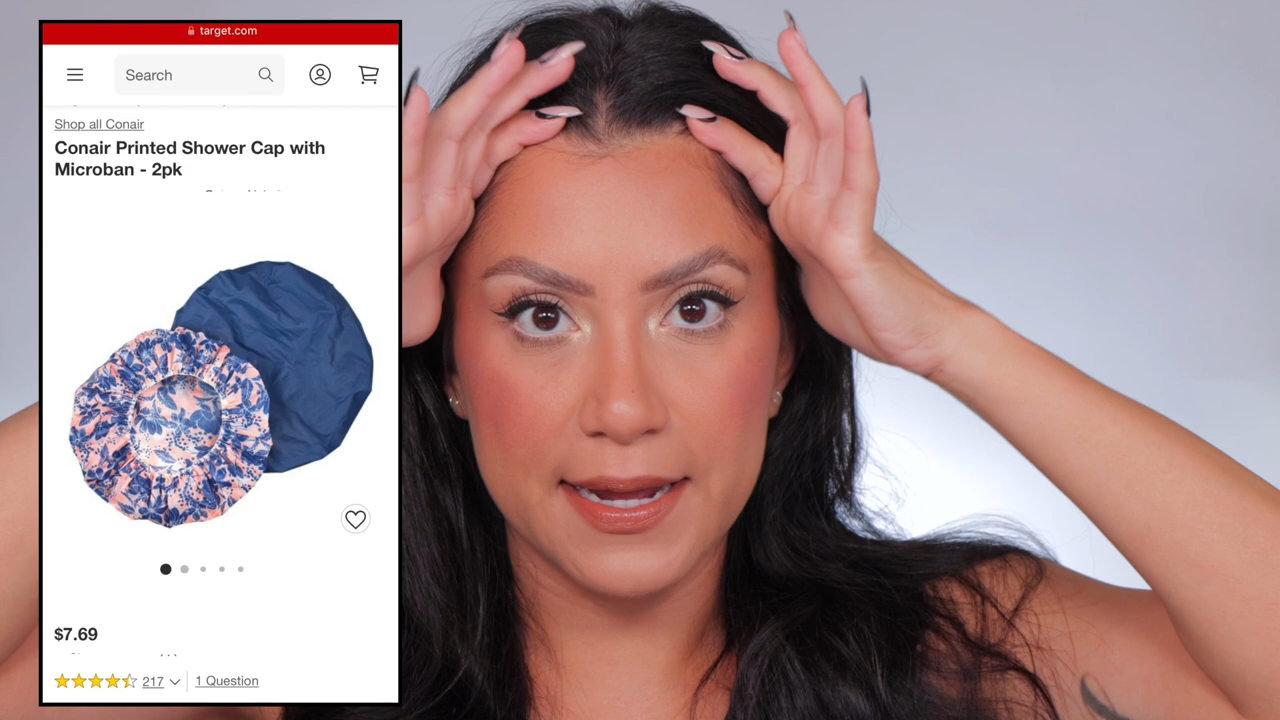 target.com
Search
Shop all Conair
Conair Printed Shower Cap with
Microban - 2pk
$7.69
217
1 Question